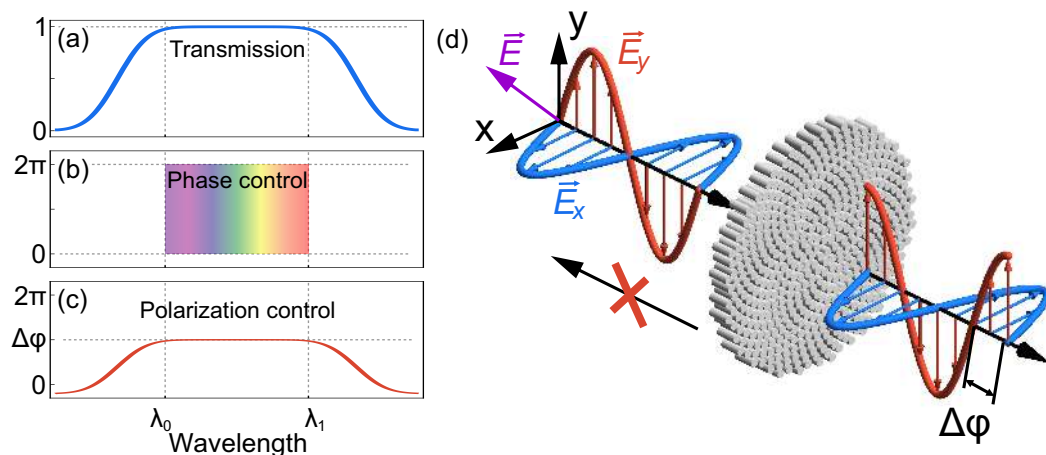 (a)
1
Transmission
0
(b)
2π
Phase control
0
(c)
2π
Polarization control
Δφ
0
λ0
λ1
Wavelength
(d)
y
E
Ey
x
Ex
Δφ